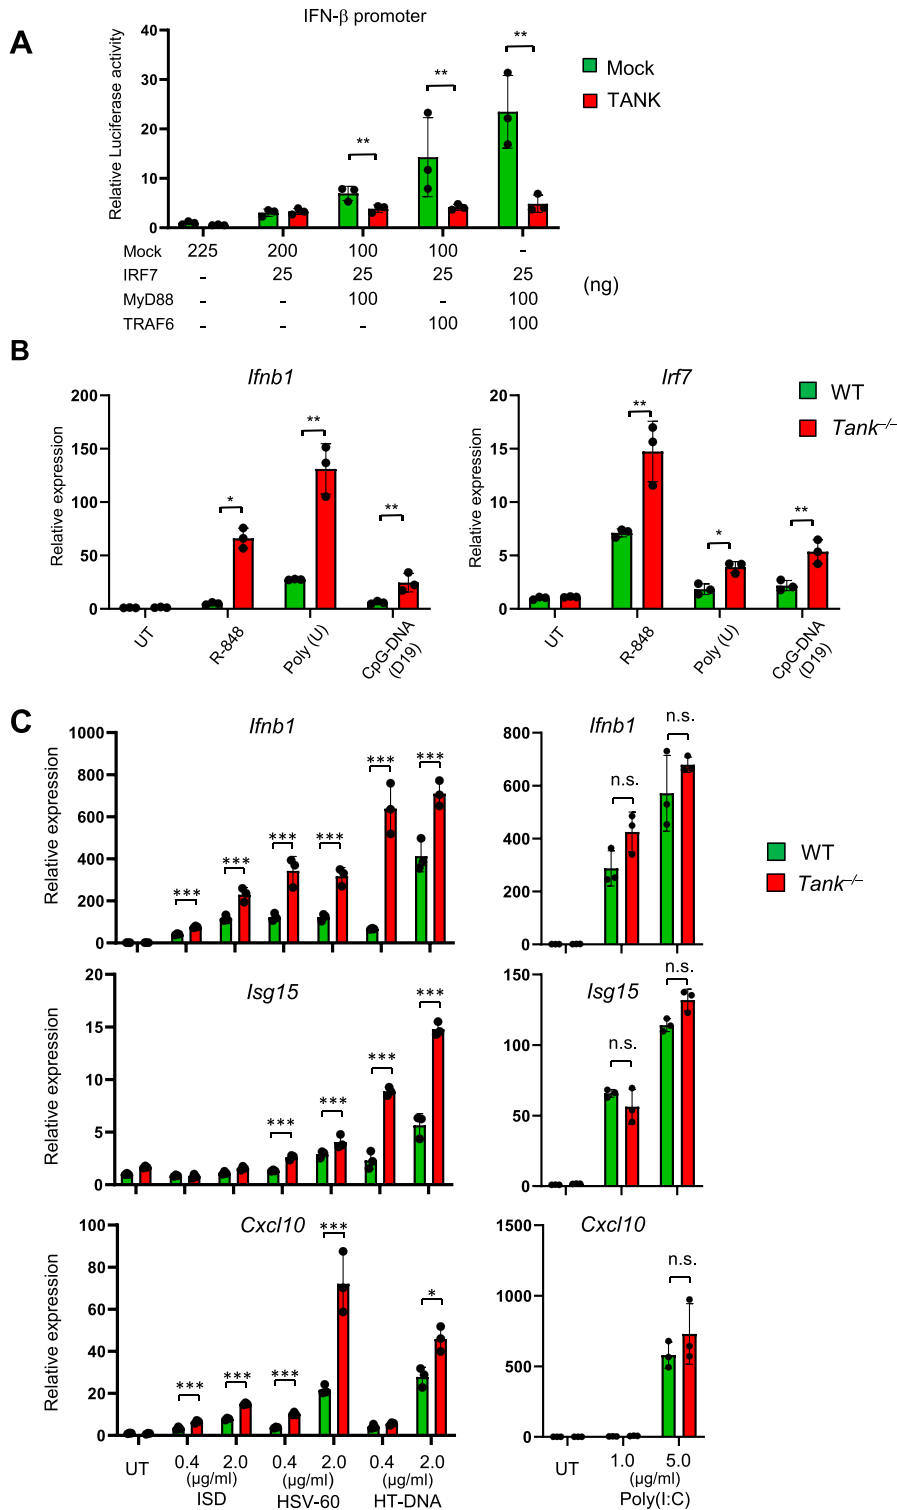 A
IFN-β promoter
Relative Luciferase activity
40
30
20
10
0
**
**
**
Mock
TANK
Mock 225 200 100 100 -
IRF7 - 25 25 25 25
MyD88 - - 100 - 100
TRAF6 - - - 100 100
(ng)
B
Ifnb1
Relative expression
200
150
100
50
0
*
**
**
UT
R-848
Poly (U)
CpG-DNA
(D19)
Irf7
Relative expression
20
15
10
5
0
**
*
**
UT
R-848
Poly (U)
CpG-DNA
(D19)
WT
Tank–/–
C
Ifnb1
Relative expression
1000
800
600
400
200
0
***
***
***
***
***
***
Ifnb1
800
600
400
200
0
n.s.
n.s.
WT
Tank–/–
Isg15
Relative expression
20
15
10
5
0
***
***
***
***
Isg15
150
100
50
0
n.s.
n.s.
Cxcl10
Relative expression
100
80
60
40
20
0
***
***
***
***
*
UT
0.4 2.0 0.4 2.0 0.4 2.0
(μg/ml) (μg/ml) (μg/ml)
ISD HSV-60 HT-DNA
Cxcl10
1500
1000
500
0
n.s.
UT 1.0 5.0
(μg/ml)
Poly(I:C)